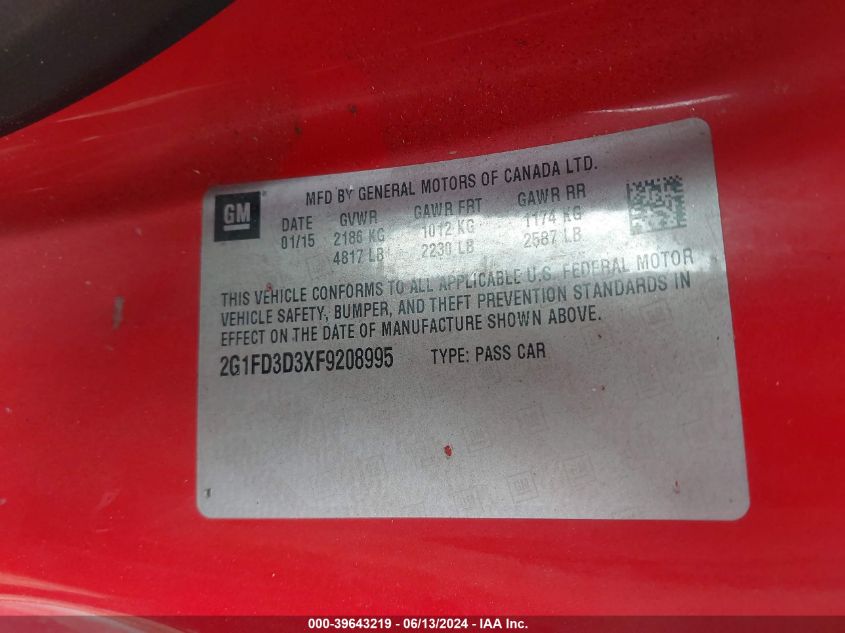 MFD BY GENERAL MOTORS OF CANADA LTD.
GM
DATE GVWR GAWR FRT GAWR RR
01/15 2186 KG 1012 KG 1174 KG
4817 LB 2230 LB 2587 LB
THIS VEHICLE CONFORMS TO ALL APPLICABLE U.S. FEDERAL MOTOR
VEHICLE SAFETY, BUMPER, AND THEFT PREVENTION STANDARDS IN
EFFECT ON THE DATE OF MANUFACTURE SHOWN ABOVE.
2G1FD3D3XF9208995 TYPE: PASS CAR
000-39643219 - 06/13/2024 - IAA Inc.